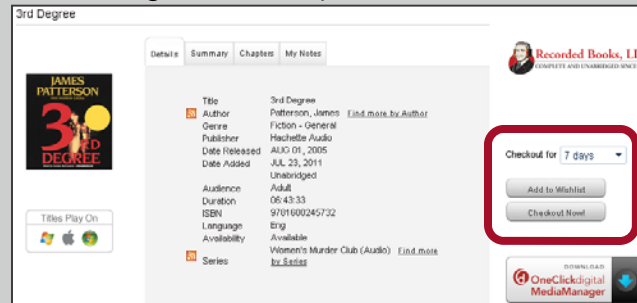 3rd Degree
Details Summary Chapters My Notes
Recorded Books, LL
COMPLETE AND UNABRIDGED SINCE
JAMES
PATTERSON
3RD
DEGREE
Title 3rd Degree
Author Patterson, James Find more by Author
Genre Fiction - General
Publisher Hachette Audio
Date Released AUG 01, 2005
Date Added JUL 23, 2011
Unabridged
Audience Adult
Duration 06:43:33
ISBN 9781600245732
Language Eng
Availability Available
Series Women's Murder Club (Audio) Find more
by Series
Checkout for 7 days
Add to Wishlist
Checkout Now!
Titles Play On
DOWNLOAD
OneClickdigital
MediaManager